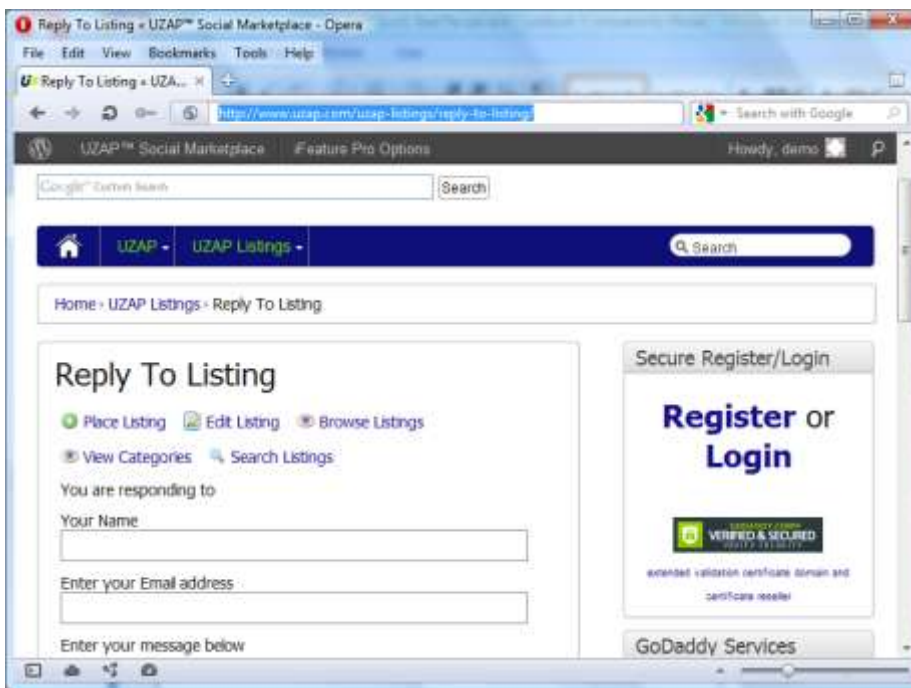 Reply To Listing « UZAP™ Social Marketplace - Opera
File Edit View Bookmarks Tools Help
Reply To Listing « UZA...
http://www.uzap.com/uzap-listings/reply-to-listing/
Search with Google
UZAP™ Social Marketplace iFeature Pro Options Howdy, demo
Google™ Custom Search Search
UZAP UZAP Listings Search
Home › UZAP Listings › Reply To Listing
Reply To Listing
Place Listing Edit Listing Browse Listings
View Categories Search Listings
You are responding to
Your Name
Enter your Email address
Enter your message below
Secure Register/Login
Register or
Login
VERIFIED & SECURED
extended validation certificate domain and
certificate reseller
GoDaddy Services